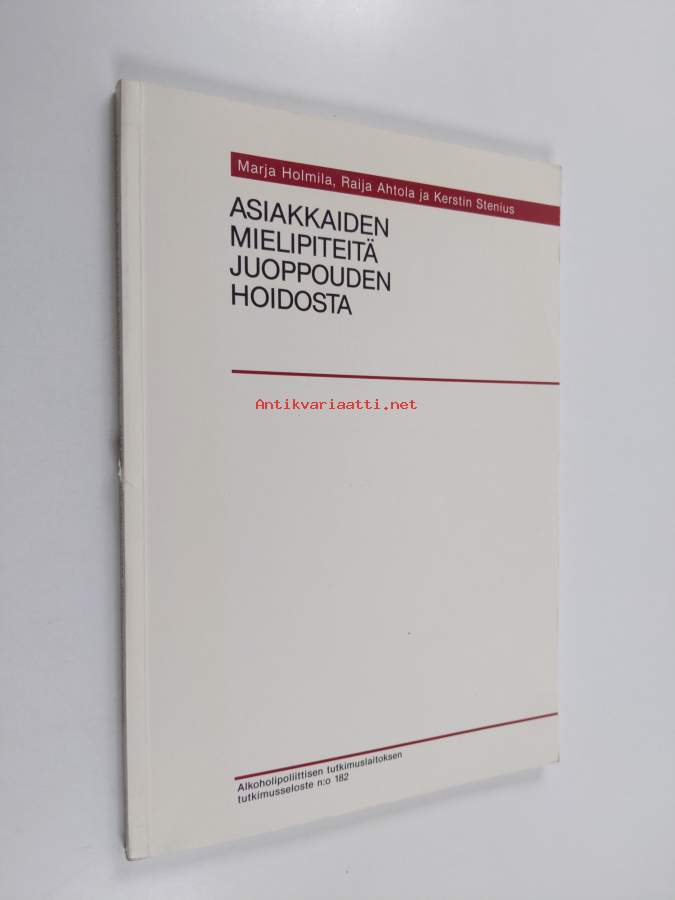 Marja Holmila, Raija Ahtola ja Kerstin Stenius
ASIAKKAIDEN
MIELIPITEITÄ
JUOPPOUDEN
HOIDOSTA
Antikvariaatti.net
Alkoholipoliittisen tutkimuslaitoksen
tutkimusseloste n:o 182